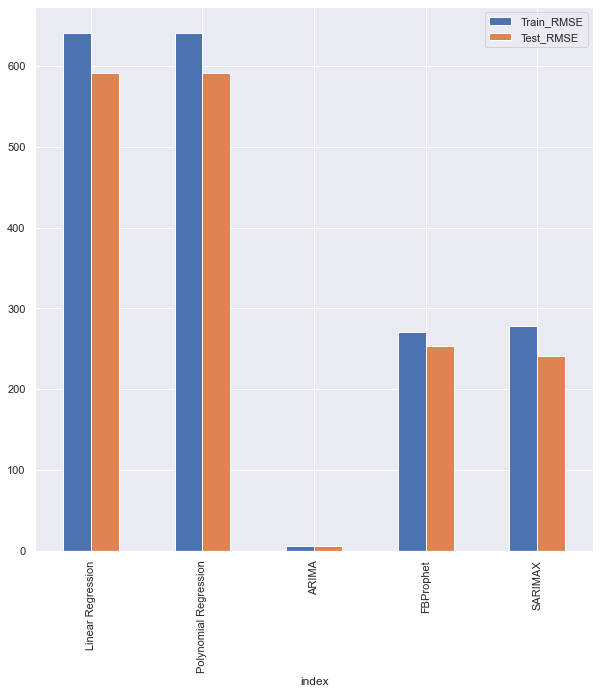 Train_RMSE
Test_RMSE
600
500
400
300
200
100
0
Linear Regression
Polynomial Regression
ARIMA
FBProphet
SARIMAX
index